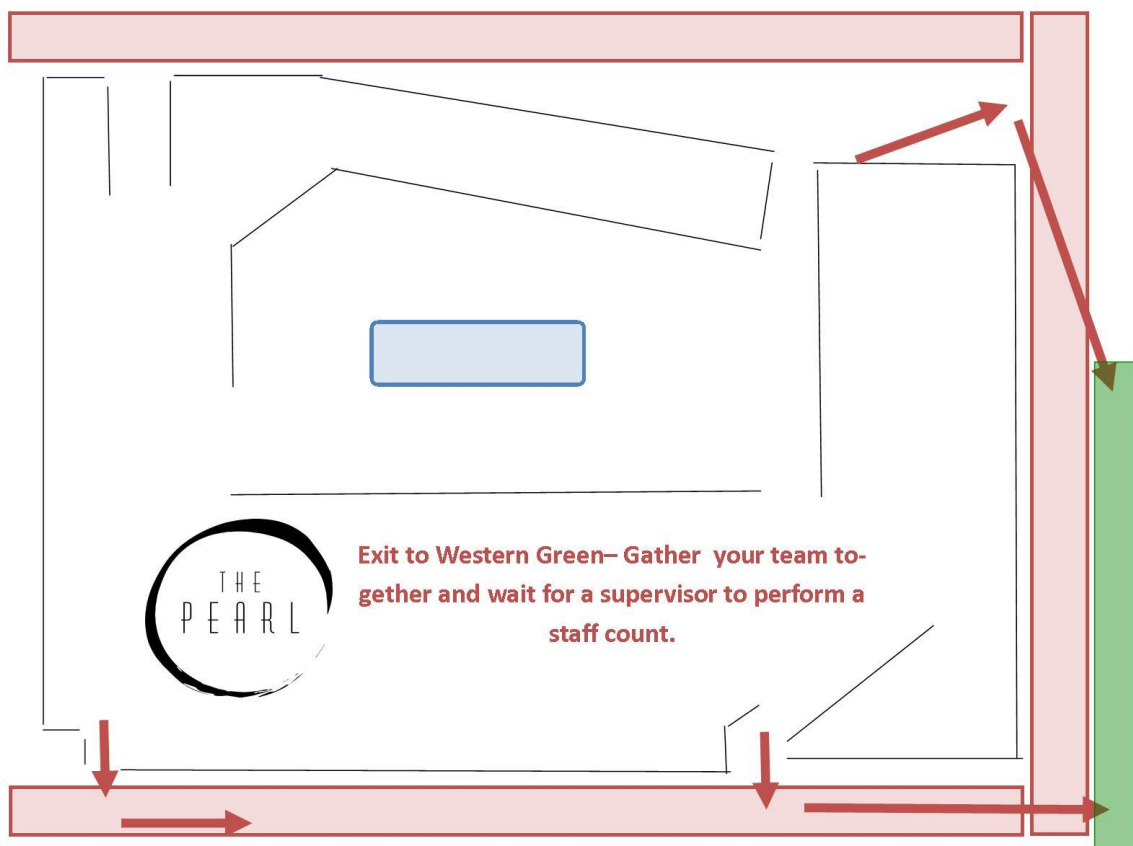 THE
PEARL
Exit to Western Green– Gather  your team to-
gether and wait for a supervisor to perform a
staff count.